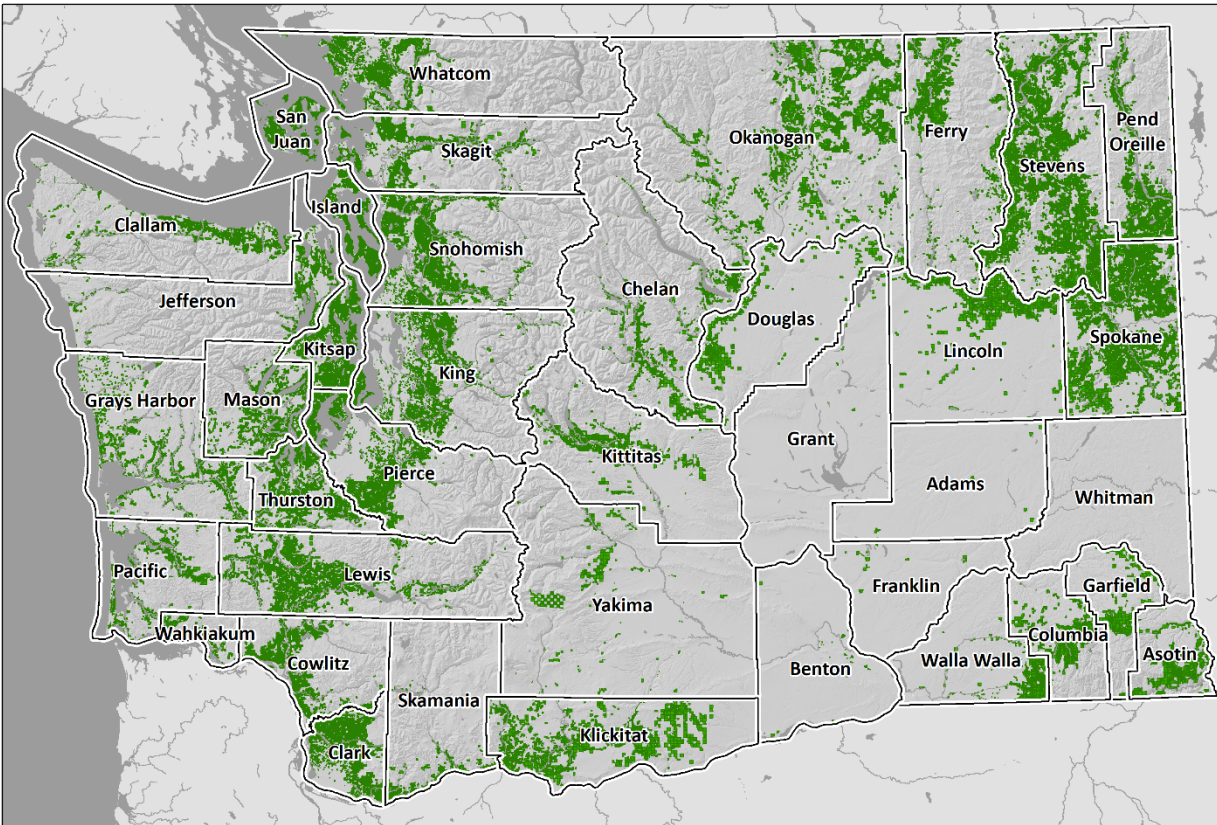 Whatcom
San
Juan
Skagit
Okanogan
Ferry
Stevens
Pend
Oreille
Island
Clallam
Snohomish
Jefferson
Chelan
Douglas
Lincoln
Spokane
Kitsap
King
Grays Harbor
Mason
Grant
Kittitas
Pierce
Thurston
Adams
Whitman
Pacific
Lewis
Yakima
Franklin
Garfield
Wahkiakum
Columbia
Cowlitz
Walla Walla
Asotin
Benton
Skamania
Klickitat
Clark